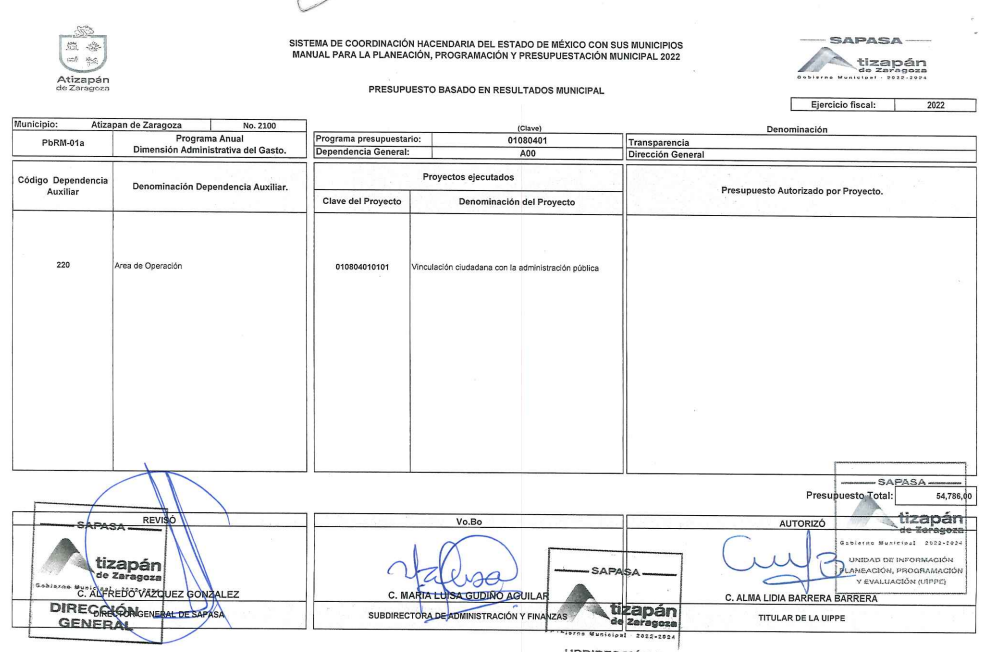 Atizapán
de Zaragoza
SISTEMA DE COORDINACIÓN HACENDARIA DEL ESTADO DE MÉXICO CON SUS MUNICIPIOS
MANUAL PARA LA PLANEACIÓN, PROGRAMACIÓN Y PRESUPUESTACIÓN MUNICIPAL 2022
PRESUPUESTO BASADO EN RESULTADOS MUNICIPAL
SAPASA
tizapán
de Zaragoza
Gobierno Municipal - 2022-2024
Ejercicio fiscal: 2022
Municipio: Atizapan de Zaragoza No. 2100
PbRM-01a
Programa Anual
Dimensión Administrativa del Gasto.
(Clave)
Denominación
Programa presupuestario: 01080401 Transparencia
Dependencia General: A00 Dirección General
Código Dependencia
Auxiliar
Denominación Dependencia Auxiliar.
Proyectos ejecutados
Clave del Proyecto
Denominación del Proyecto
Presupuesto Autorizado por Proyecto.
220 Area de Operación 010804010101 Vinculación ciudadana con la administración pública
Presupuesto Total: 54,786,00
REVISÓ
SAPASA
tizapán
de Zaragoza
Gobierno Municipal 2022-2024
C. ALFREDO VÁZQUEZ GONZÁLEZ
DIRECTOR GENERAL DE SAPASA
DIRECCIÓN
GENERAL
Vo.Bo
C. MARIA LUISA GUDIÑO AGUILAR
SUBDIRECTORA DE ADMINISTRACIÓN Y FINANZAS
SAPASA
tizapán
de Zaragoza
Gobierno Municipal - 2022-2024
AUTORIZÓ
SAPASA
tizapán
de Zaragoza
Gobierno Municipal 2022-2024
UNIDAD DE INFORMACIÓN
PLANEACIÓN, PROGRAMACIÓN
Y EVALUACIÓN (UIPPE)
C. ALMA LIDIA BARRERA BARRERA
TITULAR DE LA UIPPE